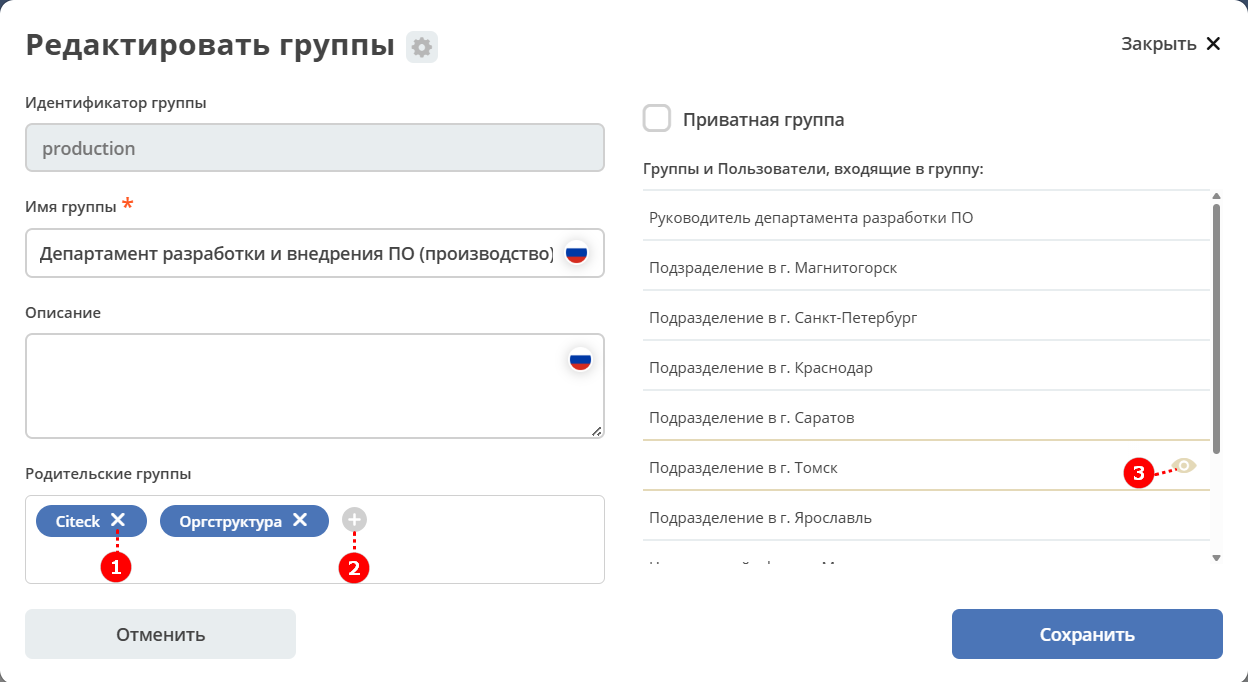 Редактировать группы
Закрыть
Идентификатор группы
production
Имя группы *
Департамент разработки и внедрения ПО (производство)
Описание
Родительские группы
Citeck
Оргструктура
1
2
Отменить
Приватная группа
Группы и Пользователи, входящие в группу:
Руководитель департамента разработки ПО
Подзраделение в г. Магнитогорск
Подразделение в г. Санкт-Петербург
Подразделение в г. Краснодар
Подразделение в г. Саратов
Подразделение в г. Томск
3
Подразделение в г. Ярославль
Сохранить